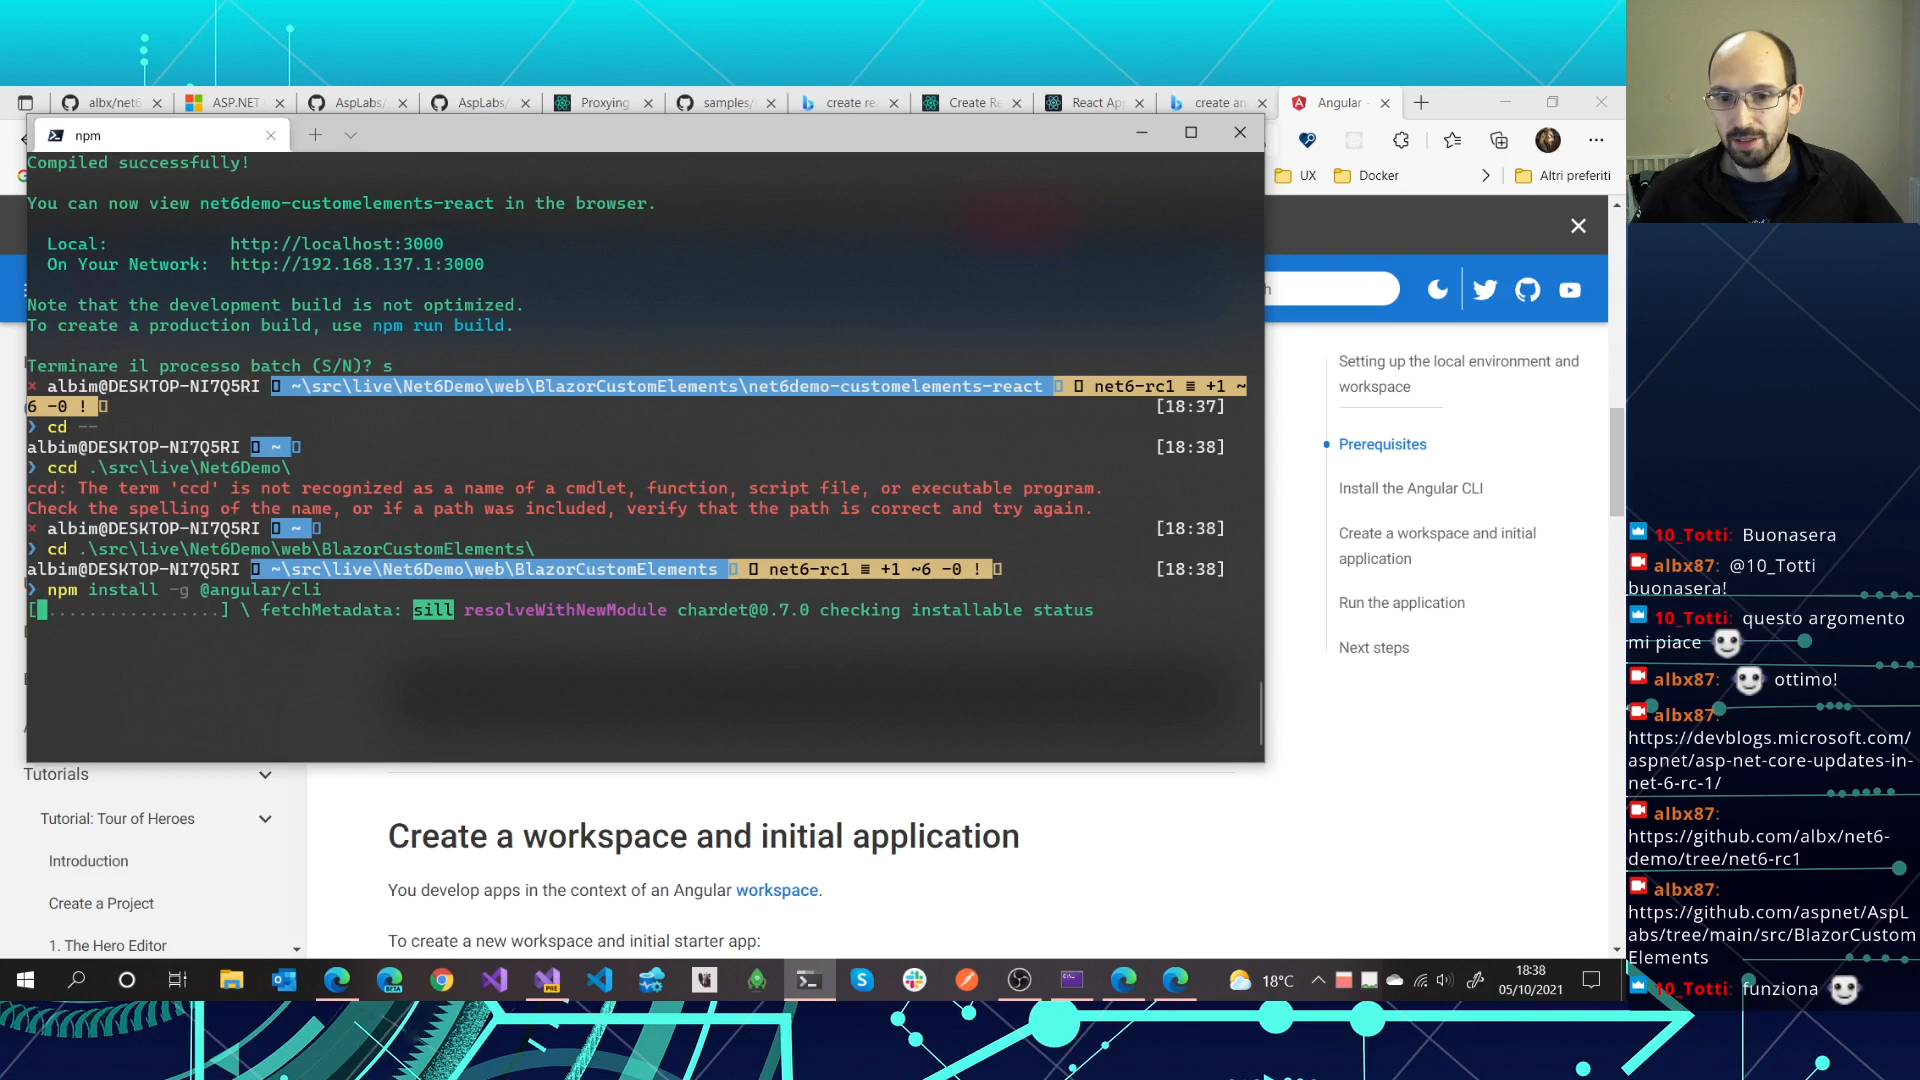 albx/net6
ASP.NET
AspLabs/
AspLabs/
Proxying
samples/
create re
Create Re
React Ap
create an
Angular
npm
UX
Docker
Altri preferiti
Compiled successfully!
You can now view net6demo-customelements-react in the browser.
Local: http://localhost:3000
On Your Network: http://192.168.137.1:3000
Note that the development build is not optimized.
To create a production build, use npm run build.
Terminare il processo batch (S/N)? s
× albim@DESKTOP-NI7Q5RI ~\src\live\Net6Demo\web\BlazorCustomElements\net6demo-customelements-react net6-rc1 ≡ +1 ~
6 -0 !
[18:37]
❯ cd --
albim@DESKTOP-NI7Q5RI ~ [18:38]
❯ ccd .\src\live\Net6Demo\
ccd: The term 'ccd' is not recognized as a name of a cmdlet, function, script file, or executable program.
Check the spelling of the name, or if a path was included, verify that the path is correct and try again.
× albim@DESKTOP-NI7Q5RI ~ [18:38]
❯ cd .\src\live\Net6Demo\web\BlazorCustomElements\
albim@DESKTOP-NI7Q5RI ~\src\live\Net6Demo\web\BlazorCustomElements net6-rc1 ≡ +1 ~6 -0 ! [18:38]
❯ npm install -g @angular/cli
[................] \ fetchMetadata: sill resolveWithNewModule chardet@0.7.0 checking installable status
Setting up the local environment and
workspace
Prerequisites
Install the Angular CLI
Create a workspace and initial
application
Run the application
Next steps
Tutorials
Tutorial: Tour of Heroes
Introduction
Create a Project
1. The Hero Editor
Create a workspace and initial application
You develop apps in the context of an Angular workspace.
To create a new workspace and initial starter app:
10_Totti: Buonasera
albx87: @10_Totti
buonasera!
10_Totti: questo argomento
mi piace
albx87: ottimo!
albx87:
https://devblogs.microsoft.com/
aspnet/asp-net-core-updates-in-
net-6-rc-1/
albx87:
https://github.com/albx/net6-
demo/tree/net6-rc1
albx87:
https://github.com/aspnet/AspL
abs/tree/main/src/BlazorCustom
Elements
10_Totti: funziona
BETA
PRE
18°C
18:38
05/10/2021